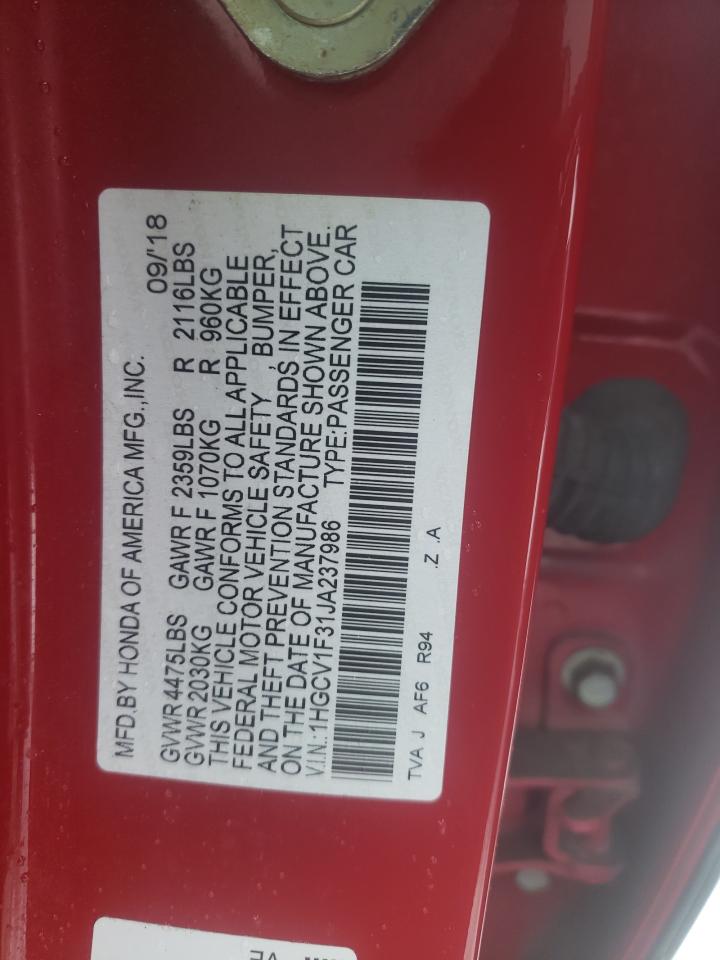 MFD.BY HONDA OF AMERICA MFG.,INC. 09/'18
GVWR 4475LBS GAWR F 2359LBS R 2116LBS
GVWR 2030KG GAWR F 1070KG R 960KG
THIS VEHICLE CONFORMS TO ALL APPLICABLE
FEDERAL MOTOR VEHICLE SAFETY , BUMPER,
AND THEFT PREVENTION STANDARDS IN EFFECT
ON THE DATE OF MANUFACTURE SHOWN ABOVE.
V.I.N.:1HGCV1F31JA237986 TYPE:PASSENGER CAR
TVA J AF6 R94 .Z .A